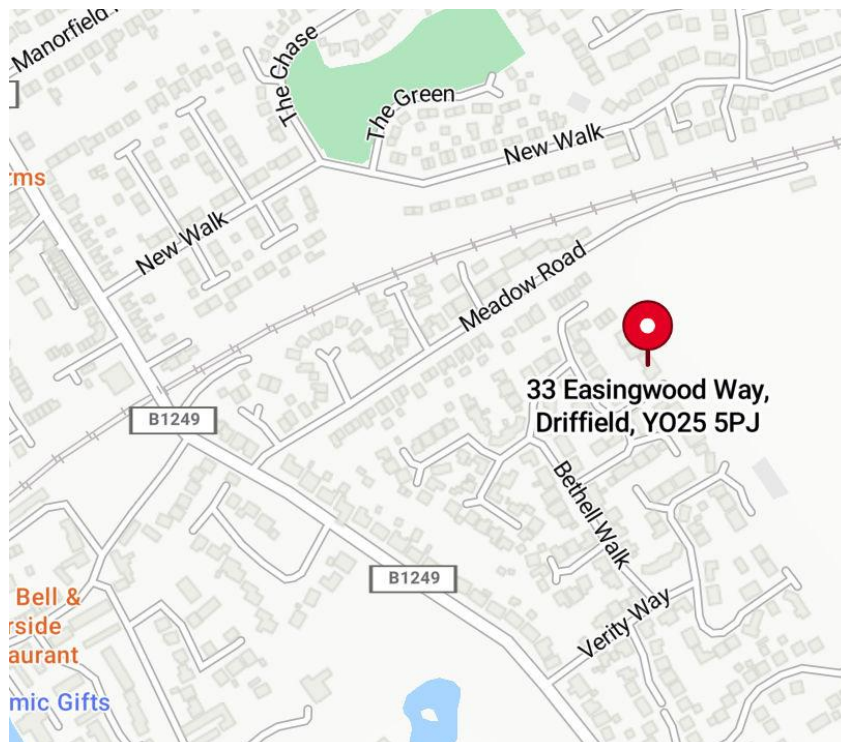 Manorfield
The Chase
The Green
New Walk
rms
New Walk
Meadow Road
33 Easingwood Way,
Driffield, YO25 5PJ
B1249
Bethell Walk
B1249
Bell &
rside
aurant
Verity Way
mic Gifts